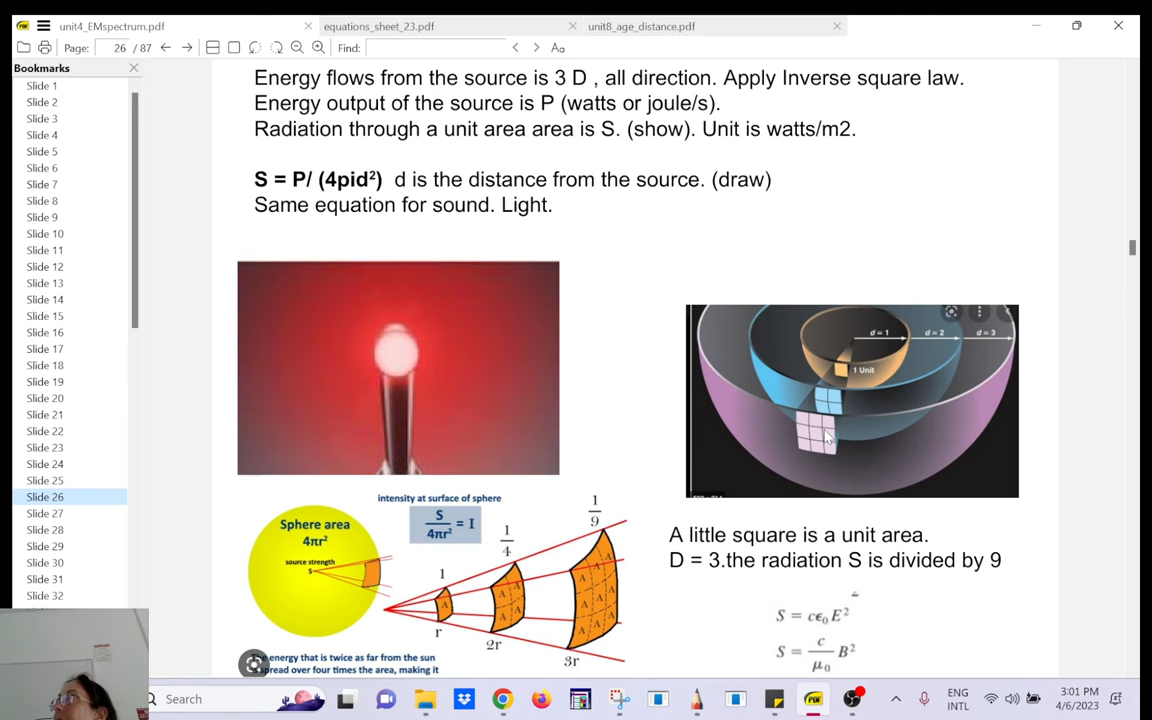 unit4_EMspectrum.pdf
equations_sheet_23.pdf
unit8_age_distance.pdf
Page: 26 / 87
Find:
Aa
Bookmarks
Slide 1
Slide 2
Slide 3
Slide 4
Slide 5
Slide 6
Slide 7
Slide 8
Slide 9
Slide 10
Slide 11
Slide 12
Slide 13
Slide 14
Slide 15
Slide 16
Slide 17
Slide 18
Slide 19
Slide 20
Slide 21
Slide 22
Slide 23
Slide 24
Slide 25
Slide 26
Slide 27
Slide 28
Slide 29
Slide 30
Slide 31
Slide 32
Energy flows from the source is 3 D , all direction. Apply Inverse square law.
Energy output of the source is P (watts or joule/s).
Radiation through a unit area area is S. (show). Unit is watts/m2.
S = P/ (4pid²) d is the distance from the source. (draw)
Same equation for sound. Light.
d = 1
d = 2
d = 3
1 Unit
intensity at surface of sphere
S/4πr² = I
Sphere area
4πr²
source strength
S
1
1/4
1/9
A
A A
A A
A A A
A A A
A A A
r
2r
3r
energy that is twice as far from the sun
spread over four times the area, making it
A little square is a unit area.
D = 3.the radiation S is divided by 9
S = cϵ₀E²
S = c/μ₀ B²
Search
ENG
INTL
3:01 PM
4/6/2023